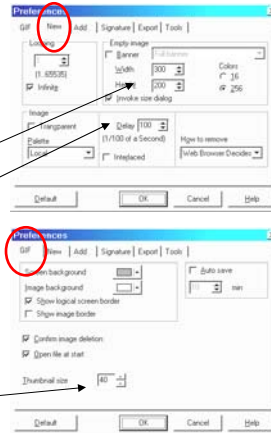 Preferences
GIF New Add Signature Export Tools
Looping
[1..65535]
Infinite
Empty image
Banner Full banner
Width 300
Height 200
Invoke size dialog
Colors
16
256
Image
Transparent
Palette
Local
Delay 100
(1/100 of a Second)
Interlaced
How to remove
Web Browser Decides
Default OK Cancel Help
Preferences
GIF New Add Signature Export Tools
Screen background
Image background
Show logical screen border
Show image border
Auto save
10 min
Confirm image deletion
Open file at start
Thumbnail size 40
Default OK Cancel Help